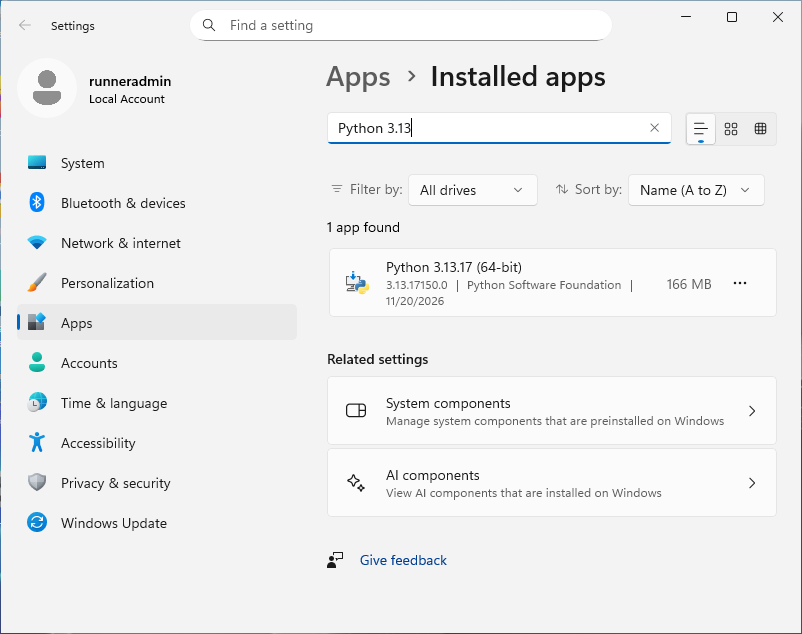 Settings
Find a setting
runneradmin
Local Account
System
Bluetooth & devices
Network & internet
Personalization
Apps
Accounts
Time & language
Accessibility
Privacy & security
Windows Update
Apps > Installed apps
Python 3.13
Filter by: All drives
Sort by: Name (A to Z)
1 app found
Python 3.13.17 (64-bit)
3.13.17150.0 | Python Software Foundation |
11/20/2026
166 MB
Related settings
System components
Manage system components that are preinstalled on Windows
AI components
View AI components that are installed on Windows
Give feedback